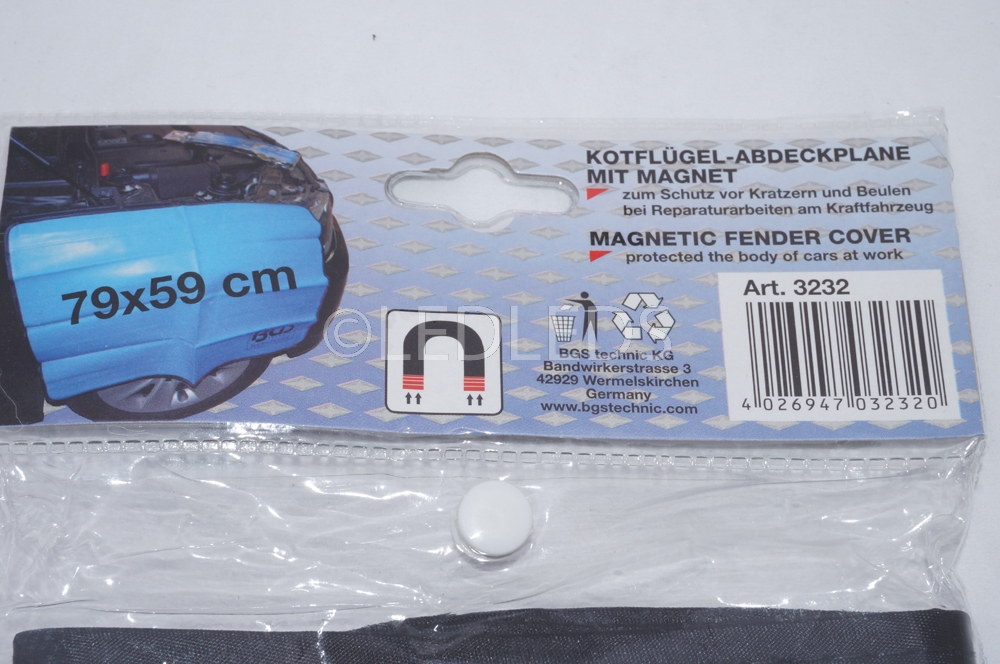 KOTFLÜGEL-ABDECKPLANE
MIT MAGNET
zum Schutz vor Kratzern und Beulen
bei Reparaturarbeiten am Kraftfahrzeug
MAGNETIC FENDER COVER
protected the body of cars at work
79x59 cm
BGS
©LEDLEDS
BGS technic KG
Bandwirkerstrasse 3
42929 Wermelskirchen
Germany
www.bgstechnic.com
Art. 3232
4 026947 032320